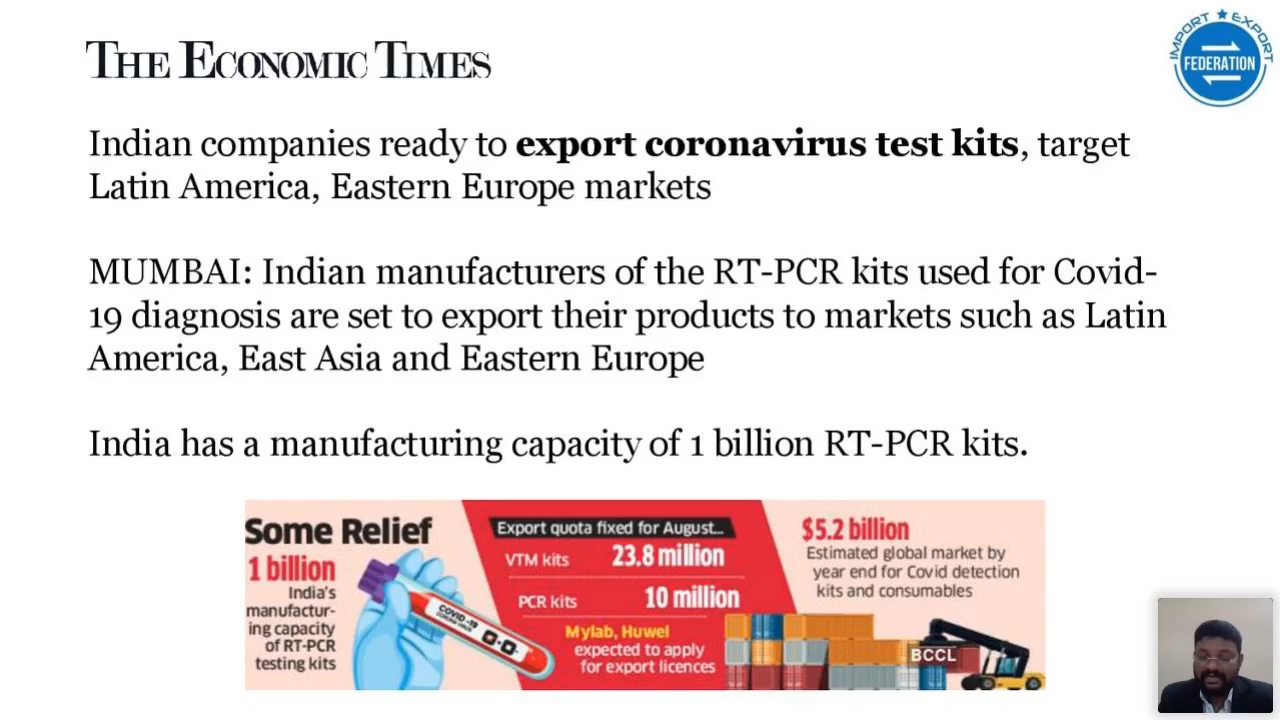 THE ECONOMIC TIMES
IMPORT ★ EXPORT
FEDERATION
Indian companies ready to export coronavirus test kits, target
Latin America, Eastern Europe markets
MUMBAI: Indian manufacturers of the RT-PCR kits used for Covid-
19 diagnosis are set to export their products to markets such as Latin
America, East Asia and Eastern Europe
India has a manufacturing capacity of 1 billion RT-PCR kits.
Some Relief
1 billion
India's
manufactur-
ing capacity
of RT-PCR
testing kits
COVID-19
Export quota fixed for August...
VTM kits 23.8 million
PCR kits 10 million
Mylab, Huwel
expected to apply
for export licences
$5.2 billion
Estimated global market by
year end for Covid detection
kits and consumables
BCCL